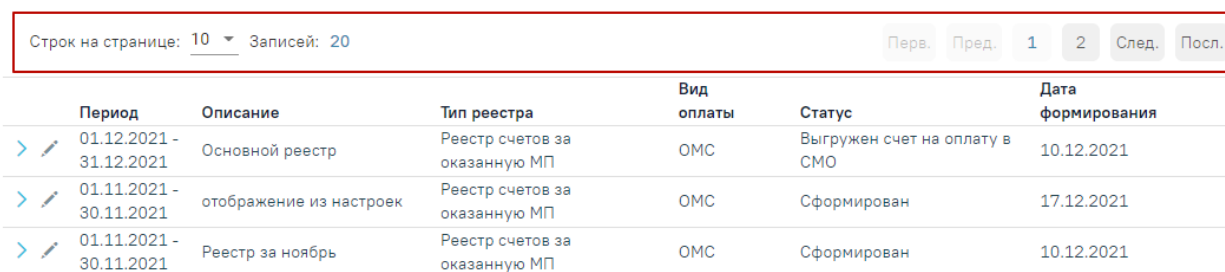 Строк на странице: 10 Записей: 20 Перв. Пред. 1 2 След. Посл.
Вид Дата
Период Описание Тип реестра оплаты Статус формирования
01.12.2021 - Реестр счетов за Выгружен счет на оплату в
Основной реестр ОМС 10.12.2021
31.12.2021 оказанную МП СМО
01.11.2021 - Реестр счетов за
отображение из настроек ОМС Сформирован 17.12.2021
30.11.2021 оказанную МП
01.11.2021 - Реестр счетов за
Реестр за ноябрь ОМС Сформирован 10.12.2021
30.11.2021 оказанную МП